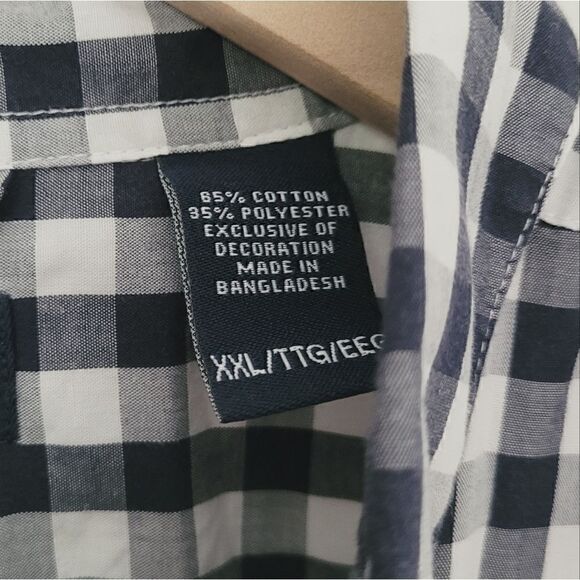 65% COTTON
35% POLYESTER
EXCLUSIVE OF
DECORATION
MADE IN
BANGLADESH
XXL/TTG/EEG